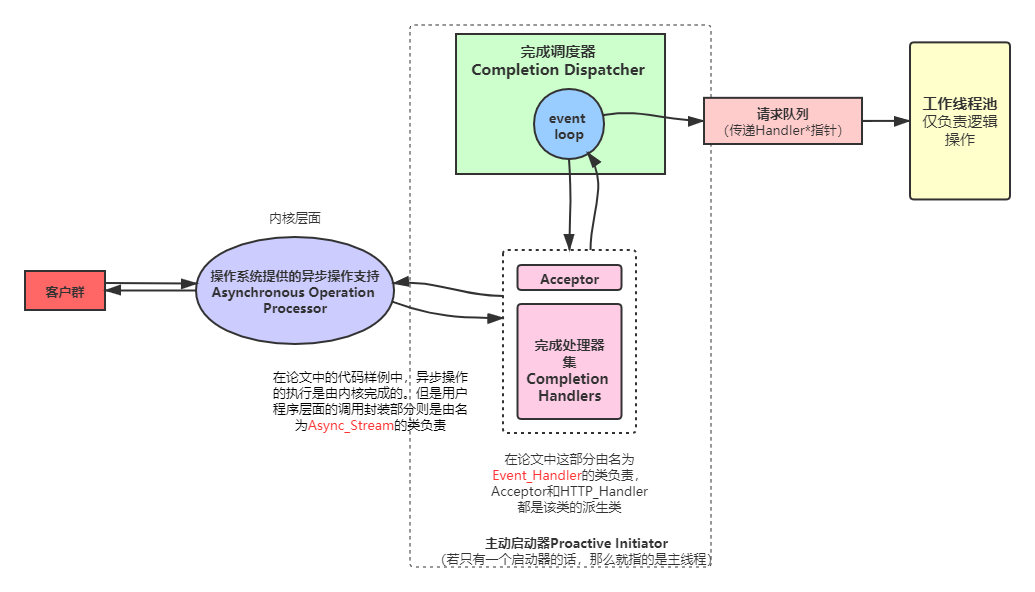 完成调度器
Completion Dispatcher
event
loop
请求队列
（传递Handler*指针）
工作线程池
仅负责逻辑
操作
内核层面
客户群
操作系统提供的异步操作支持
Asynchronous Operation
Processor
Acceptor
完成处理器
集
Completion
Handlers
在论文中的代码样例中，异步操作
的执行是由内核完成的。但是用户
程序层面的调用封装部分则是由名
为Async_Stream的类负责
在论文中这部分由名为
Event_Handler的类负责，
Acceptor和HTTP_Handler
都是该类的派生类
主动启动器Proactive Initiator
（若只有一个启动器的话，那么就指的是主线程）